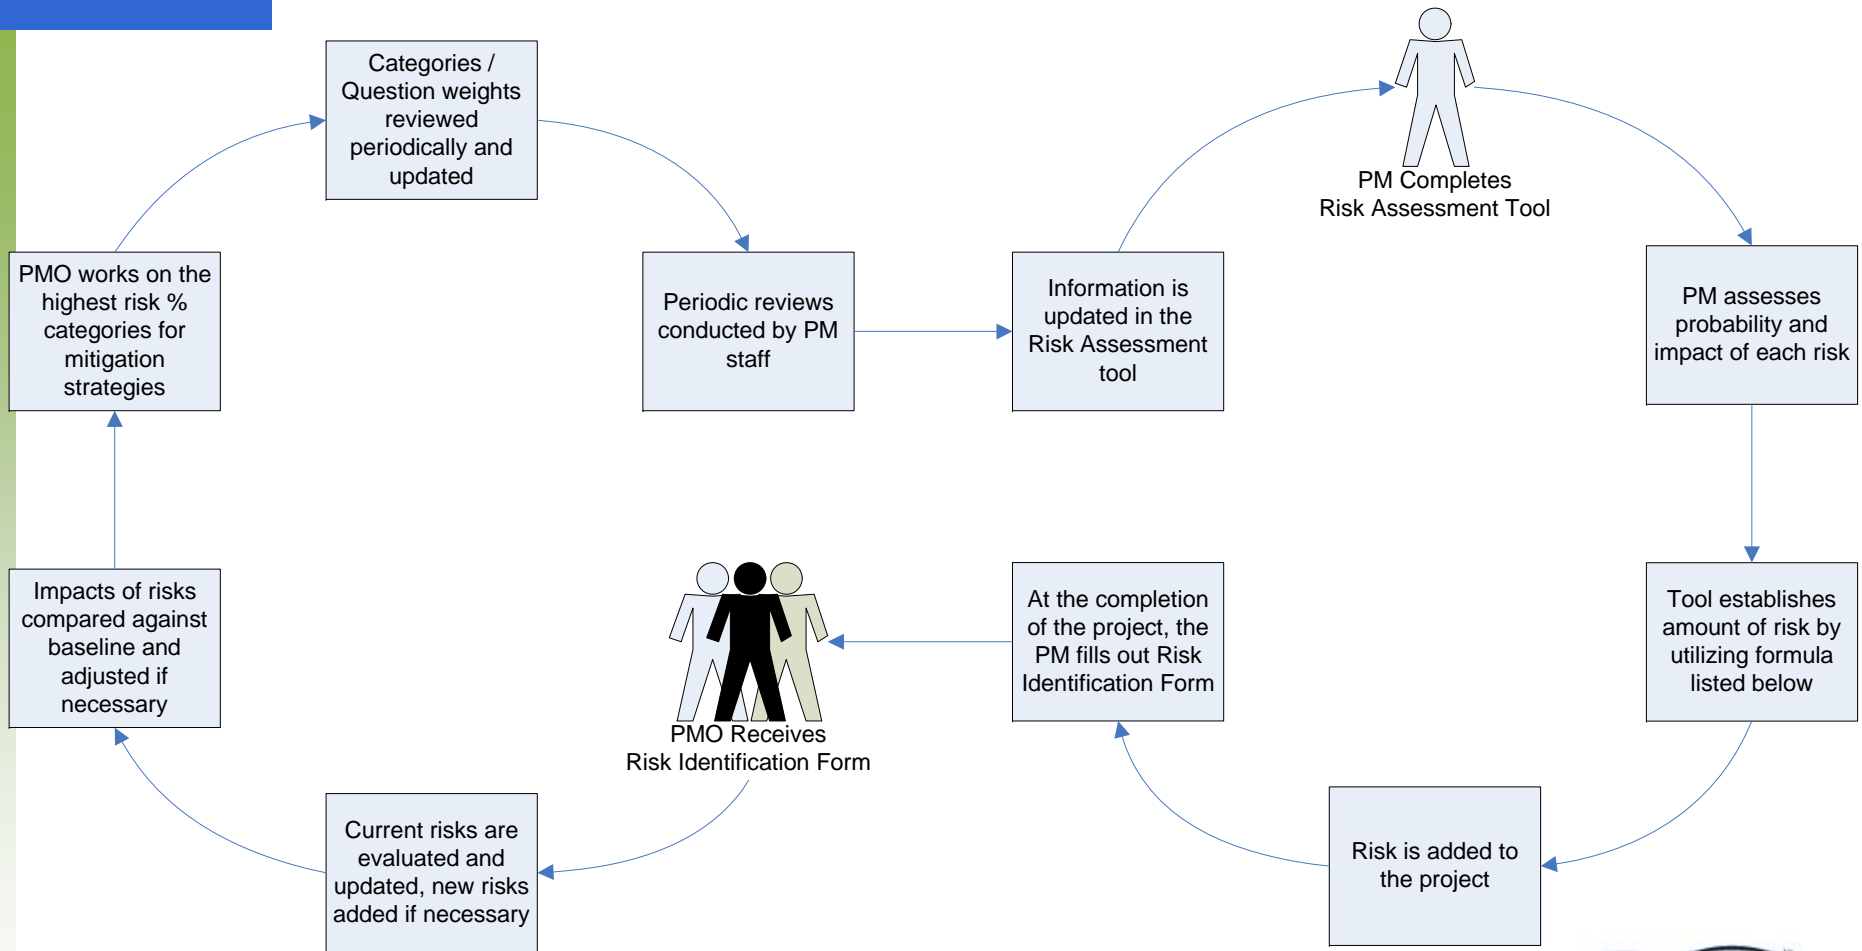 Categories /
Question weights
reviewed
periodically and
updated
PM Completes
Risk Assessment Tool
PMO works on the
highest risk %
categories for
mitigation
strategies
Periodic reviews
conducted by PM
staff
Information is
updated in the
Risk Assessment
tool
PM assesses
probability and
impact of each risk
Impacts of risks
compared against
baseline and
adjusted if
necessary
PMO Receives
Risk Identification Form
At the completion
of the project, the
PM fills out Risk
Identification Form
Tool establishes
amount of risk by
utilizing formula
listed below
Current risks are
evaluated and
updated, new risks
added if necessary
Risk is added to
the project